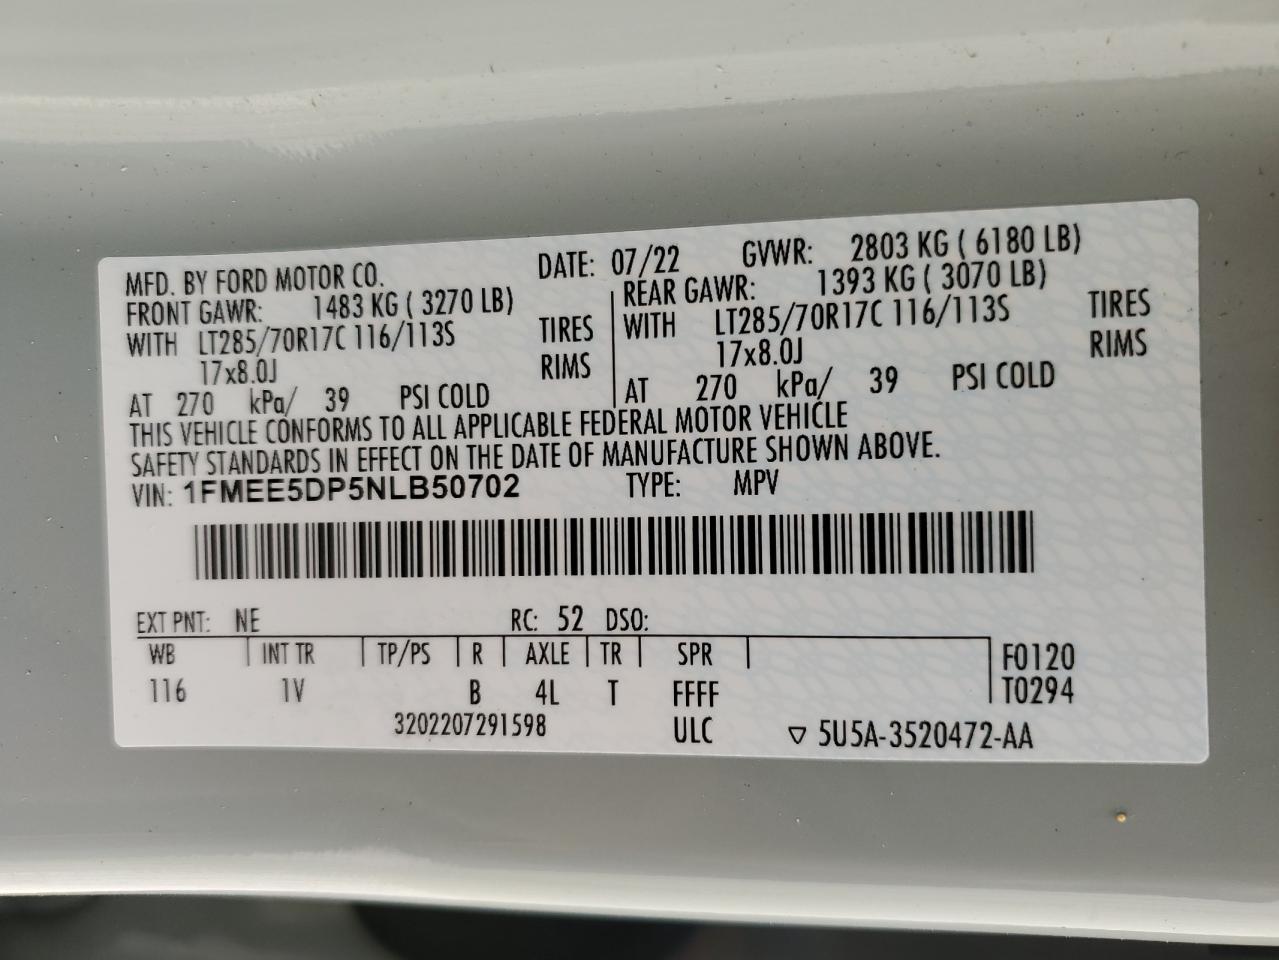 MFD. BY FORD MOTOR CO. DATE: 07/22 GVWR: 2803 KG ( 6180 LB)
FRONT GAWR: 1483 KG ( 3270 LB) REAR GAWR: 1393 KG ( 3070 LB)
WITH LT285/70R17C 116/113S TIRES WITH LT285/70R17C 116/113S TIRES
17x8.0J RIMS 17x8.0J RIMS
AT 270 kPa/ 39 PSI COLD AT 270 kPa/ 39 PSI COLD
THIS VEHICLE CONFORMS TO ALL APPLICABLE FEDERAL MOTOR VEHICLE
SAFETY STANDARDS IN EFFECT ON THE DATE OF MANUFACTURE SHOWN ABOVE.
VIN: 1FMEE5DP5NLB50702 TYPE: MPV
EXT PNT: NE RC: 52 DSO:
WB INT TR TP/PS R AXLE TR SPR F0120
116 1V B 4L T FFFF T0294
3202207291598 ULC ▽ 5U5A-3520472-AA